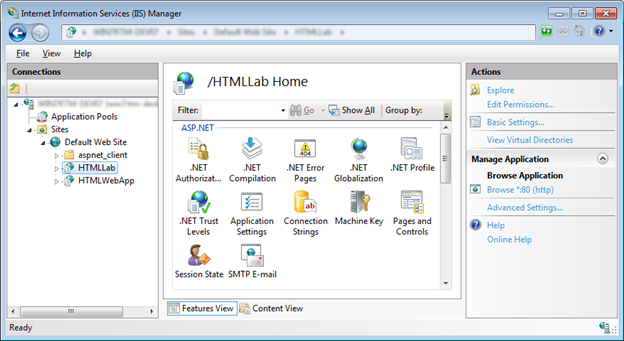 Internet Information Services (IIS) Manager
Sites
Default Web Site
HTMLLab
File View Help
Connections
Application Pools
Sites
Default Web Site
aspnet_client
HTMLLab
HTMLWebApp
/HTMLLab Home
Filter: Go Show All Group by:
ASP.NET
.NET Authorizat...
.NET Compilation
.NET Error Pages
.NET Globalization
.NET Profile
.NET Trust Levels
Application Settings
Connection Strings
Machine Key
Pages and Controls
Session State
SMTP E-mail
Features View Content View
Actions
Explore
Edit Permissions...
Basic Settings...
View Virtual Directories
Manage Application
Browse Application
Browse *:80 (http)
Advanced Settings...
Help
Online Help
Ready